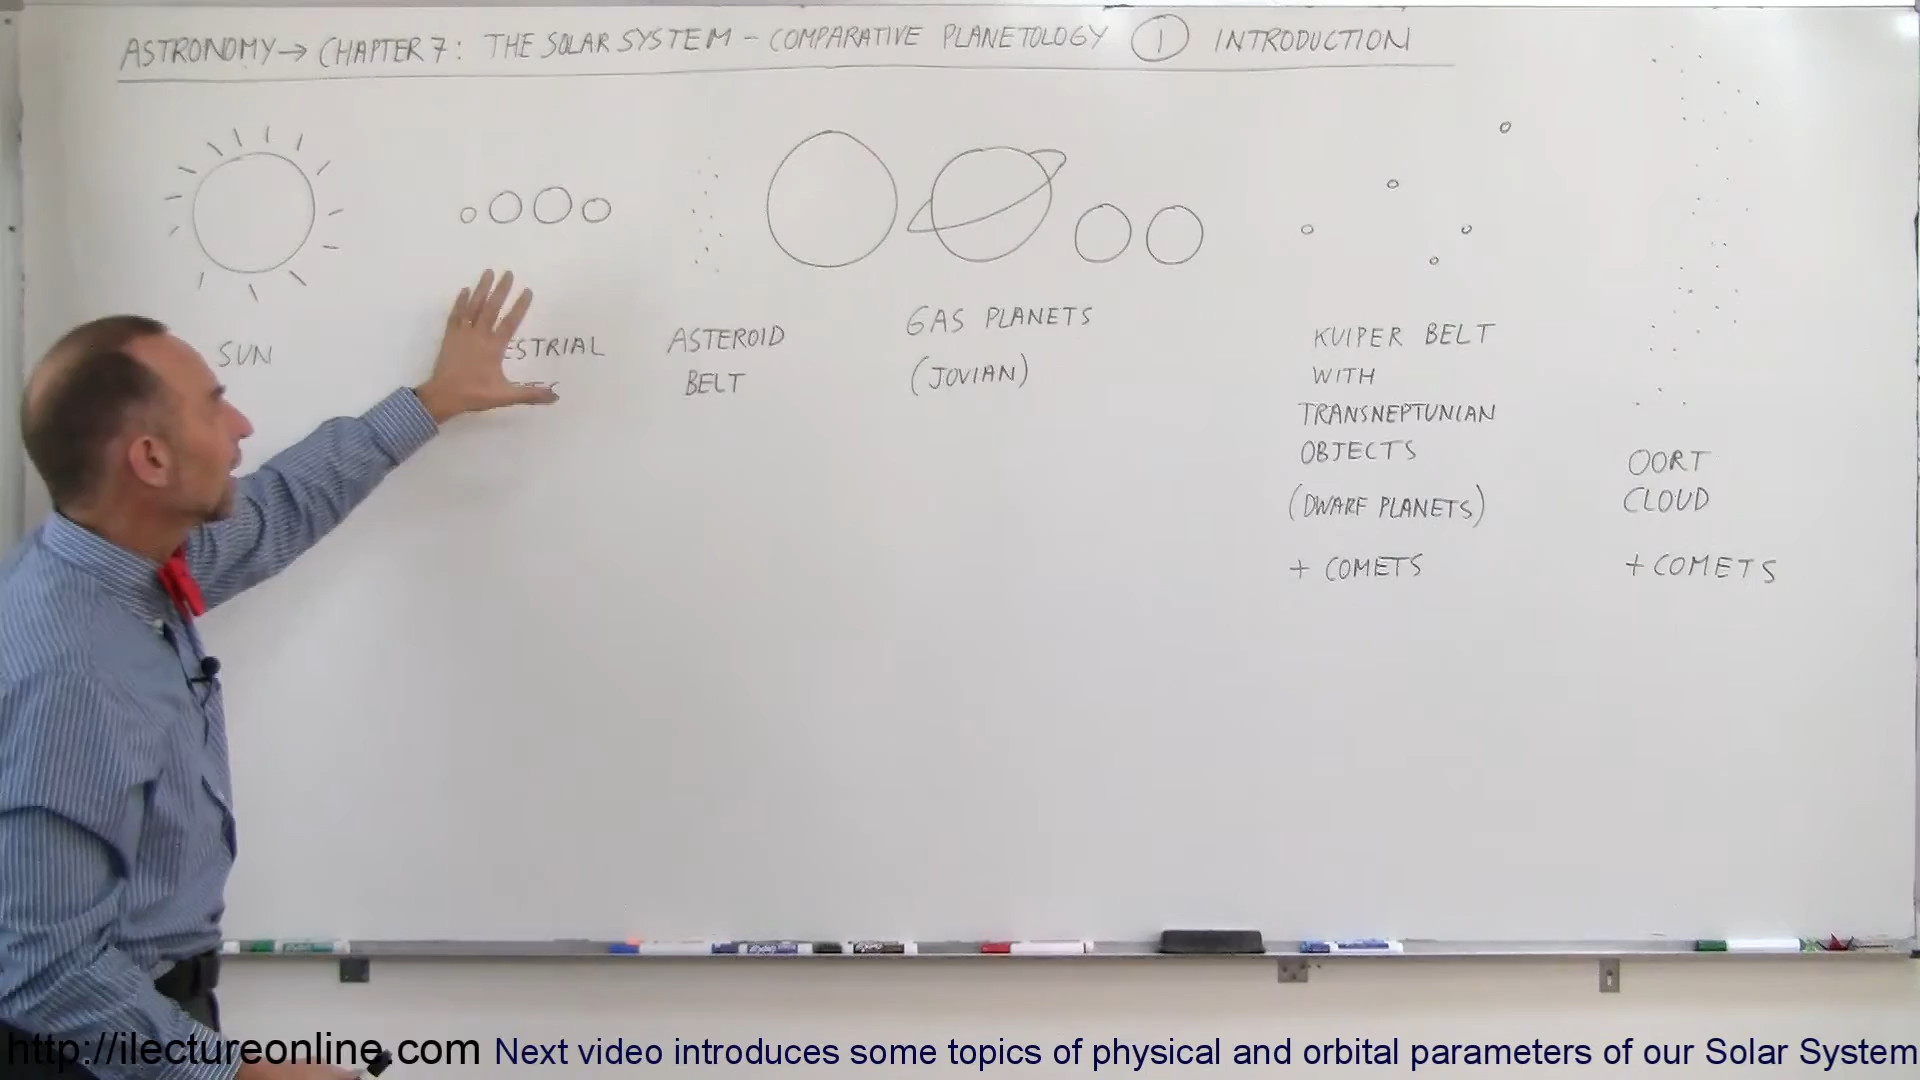 ASTRONOMY → CHAPTER 7: THE SOLAR SYSTEM - COMPARATIVE PLANETOLOGY ① INTRODUCTION
SUN
ESTRIAL
ASTEROID
BELT
GAS PLANETS
(JOVIAN)
KUIPER BELT
WITH
TRANSNEPTUNIAN
OBJECTS
(DWARF PLANETS)
+ COMETS
OORT
CLOUD
+ COMETS
http://ilectureonline.com Next video introduces some topics of physical and orbital parameters of our Solar System